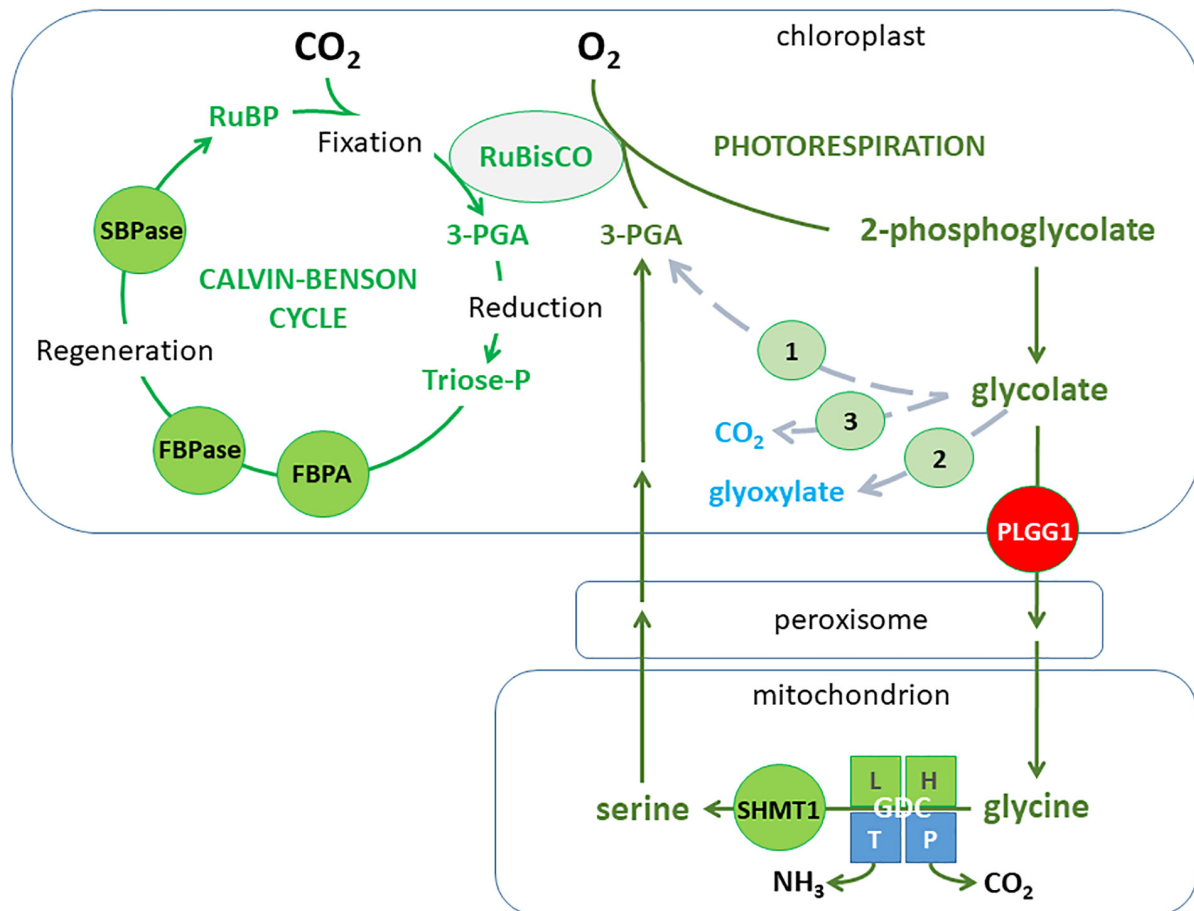 chloroplast
CO₂
O₂
RuBP
Fixation
RuBisCO
PHOTORESPIRATION
SBPase
3-PGA
3-PGA
2-phosphoglycolate
CALVIN-BENSON
CYCLE
Reduction
Regeneration
1
Triose-P
glycolate
3
CO₂
FBPase
FBPA
2
glyoxylate
PLGG1
peroxisome
mitochondrion
L
H
serine
SHMT1
GDC
glycine
T
P
NH₃
CO₂